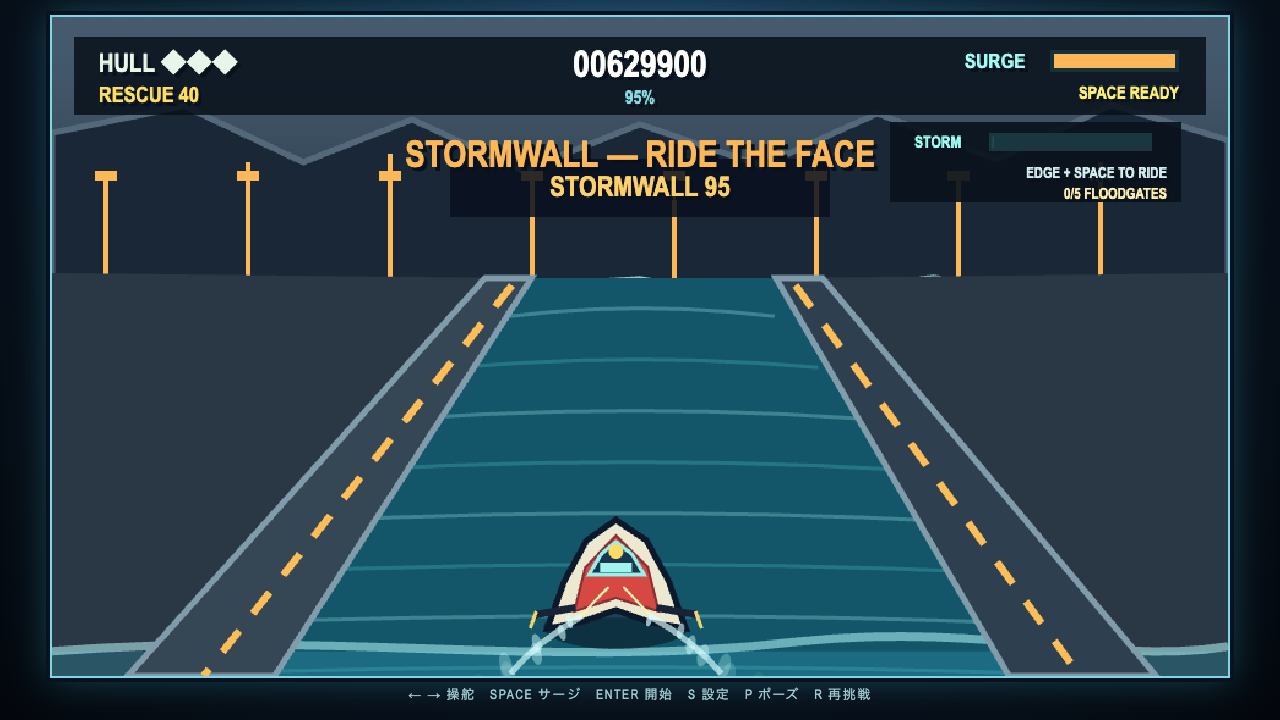 HULL
RESCUE 40
00629900
95%
SURGE
SPACE READY
STORMWALL — RIDE THE FACE
STORMWALL 95
STORM
EDGE + SPACE TO RIDE
0/5 FLOODGATES
← → 操舵 SPACE サージ ENTER 開始 S 設定 P ポーズ R 再挑戦